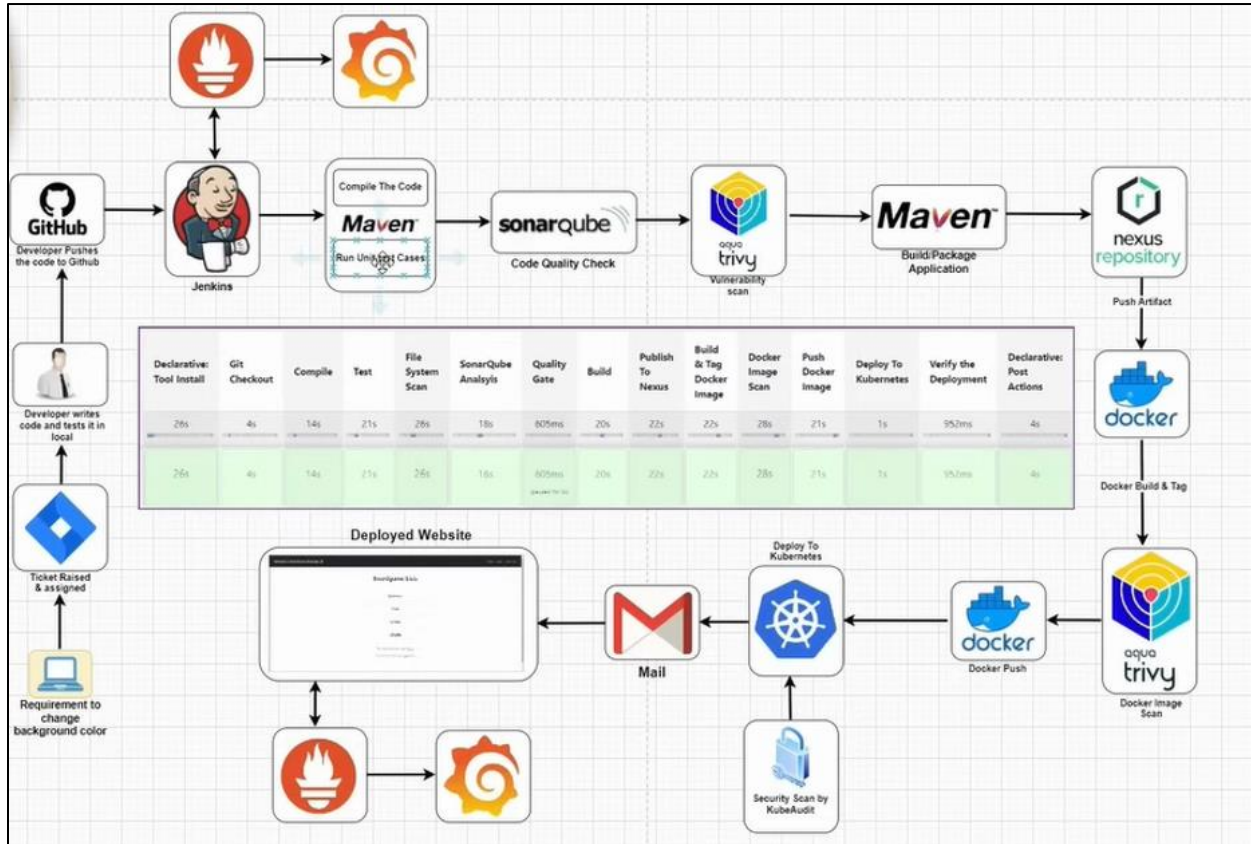 GitHub
Developer Pushes
the code to Github
Jenkins
Compile The Code
Maven™
Run Unit test Cases
sonarqube
Code Quality Check
aqua
trivy
Vulnerability
scan
Maven™
Build/Package
Application
nexus
repository
Push Artifact
Developer writes
code and tests it in
local
Declarative:
Tool Install
Git
Checkout
Compile
Test
File
System
Scan
SonarQube
Analsyis
Quality
Gate
Build
Publish
To
Nexus
Build
& Tag
Docker
Image
Docker
Image
Scan
Push
Docker
Image
Deploy To
Kubernetes
Verify the
Deployment
Declarative:
Post
Actions
26s 4s 14s 21s 26s 18s 605ms 20s 22s 22s 28s 21s 1s 952ms 4s
26s 4s 14s 21s 26s 18s 605ms 20s 22s 22s 28s 21s 1s 952ms 4s
docker
Docker Build & Tag
Ticket Raised
& assigned
Deployed Website
Mail
Deploy To
Kubernetes
docker
Docker Push
aqua
trivy
Docker Image
Scan
Requirement to
change
background color
Security Scan by
KubeAudit